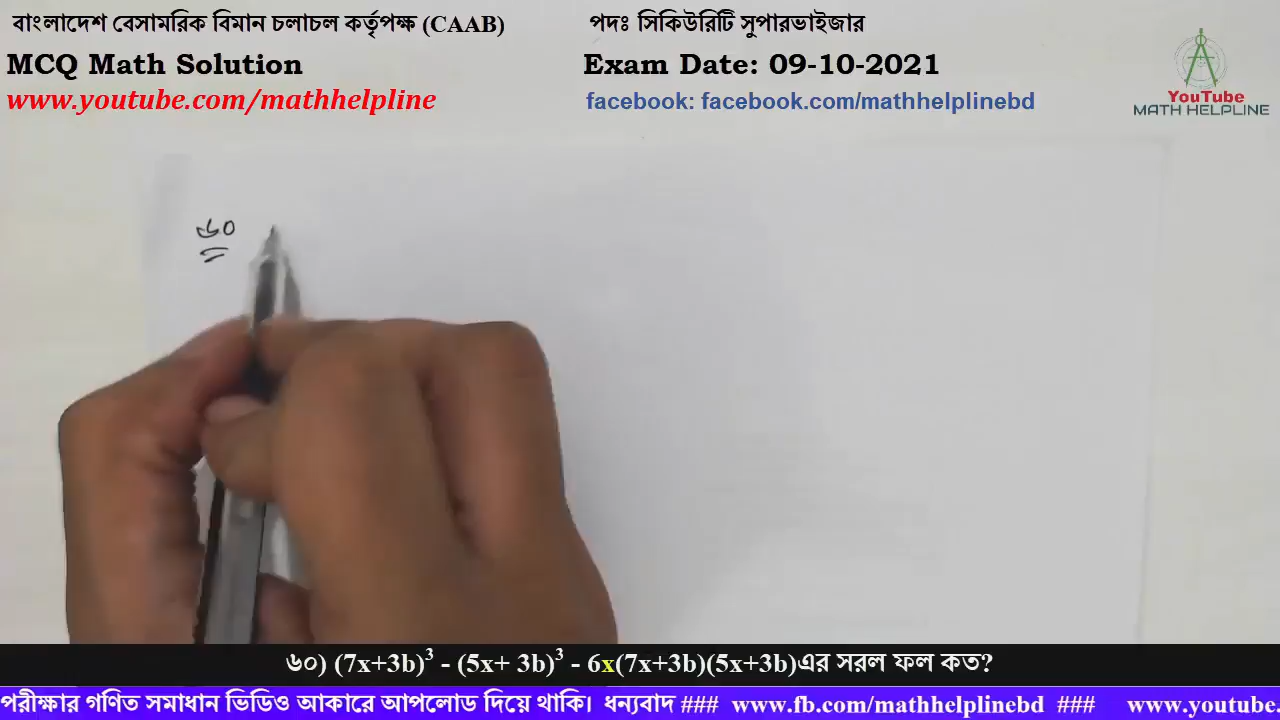 বাংলাদেশ বেসামরিক বিমান চলাচল কর্তৃপক্ষ (CAAB)
পদঃ সিকিউরিটি সুপারভাইজার
MCQ Math Solution
Exam Date: 09-10-2021
www.youtube.com/mathhelpline
facebook: facebook.com/mathhelplinebd
YouTube
MATH HELPLINE
৬০
৬০) (7x+3b)³ - (5x+ 3b)³ - 6x(7x+3b)(5x+3b)এর সরল ফল কত?
পরীক্ষার গণিত সমাধান ভিডিও আকারে আপলোড দিয়ে থাকি। ধন্যবাদ ### www.fb.com/mathhelplinebd ### www.youtube.